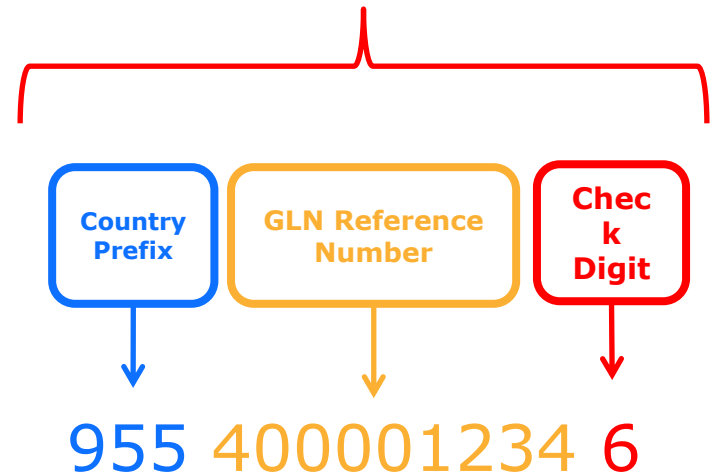 Country
Prefix
GLN Reference
Number
Chec
k
Digit
955 400001234 6